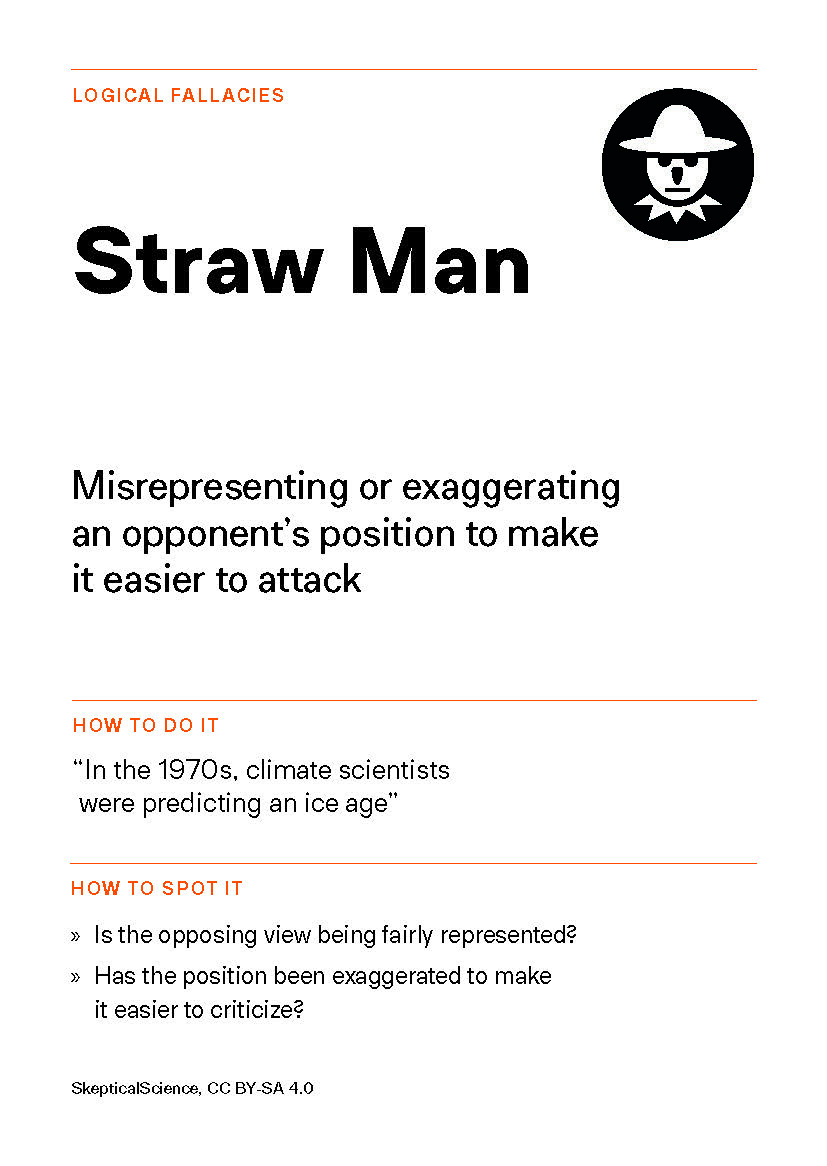 LOGICAL FALLACIES
Straw Man
Misrepresenting or exaggerating
an opponent’s position to make
it easier to attack
HOW TO DO IT
“In the 1970s, climate scientists
were predicting an ice age”
HOW TO SPOT IT
» Is the opposing view being fairly represented?
» Has the position been exaggerated to make
it easier to criticize?
SkepticalScience, CC BY-SA 4.0